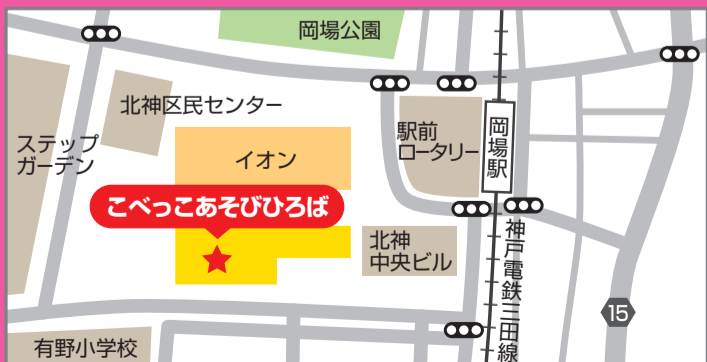 岡場公園
北神区民センター
ステップ
ガーデン
イオン
駅前
ロータリー
岡場駅
こべっこあそびひろば
北神
中央ビル
神戸電鉄三田線
15
有野小学校